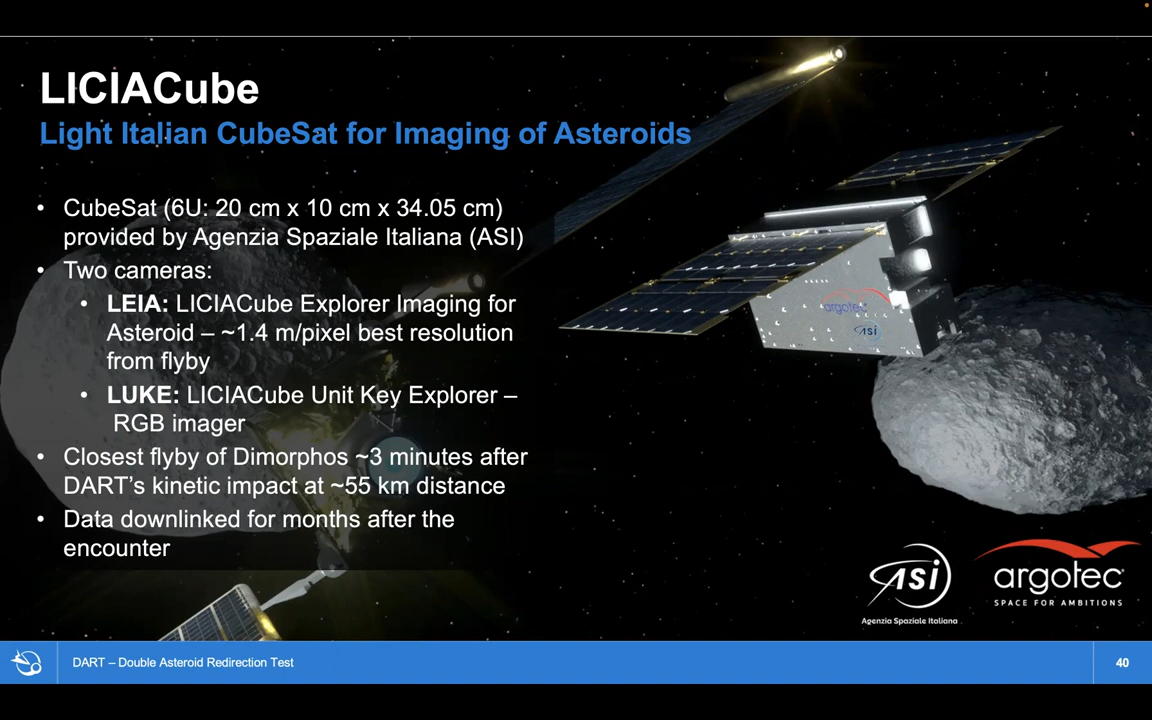 LICIACube
Light Italian CubeSat for Imaging of Asteroids
• CubeSat (6U: 20 cm x 10 cm x 34.05 cm)
provided by Agenzia Spaziale Italiana (ASI)
• Two cameras:
• LEIA: LICIACube Explorer Imaging for
Asteroid – ~1.4 m/pixel best resolution
from flyby
• LUKE: LICIACube Unit Key Explorer –
RGB imager
• Closest flyby of Dimorphos ~3 minutes after
DART’s kinetic impact at ~55 km distance
• Data downlinked for months after the
encounter
argotec
asi
asi
Agenzia Spaziale Italiana
argotec
SPACE FOR AMBITIONS
DART – Double Asteroid Redirection Test
40